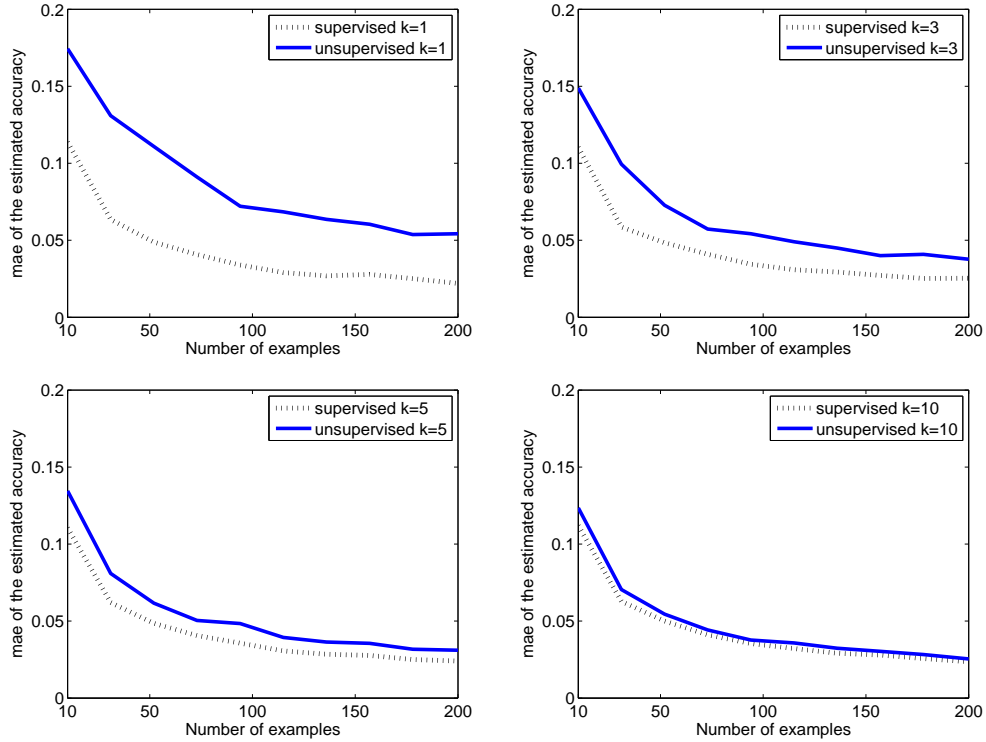 0.2
0.15
0.1
0.05
0
mae of the estimated accuracy
supervised k=1
unsupervised k=1
10 50 100 150 200
Number of examples
0.2
0.15
0.1
0.05
0
mae of the estimated accuracy
supervised k=3
unsupervised k=3
10 50 100 150 200
Number of examples
0.2
0.15
0.1
0.05
0
mae of the estimated accuracy
supervised k=5
unsupervised k=5
10 50 100 150 200
Number of examples
0.2
0.15
0.1
0.05
0
mae of the estimated accuracy
supervised k=10
unsupervised k=10
10 50 100 150 200
Number of examples